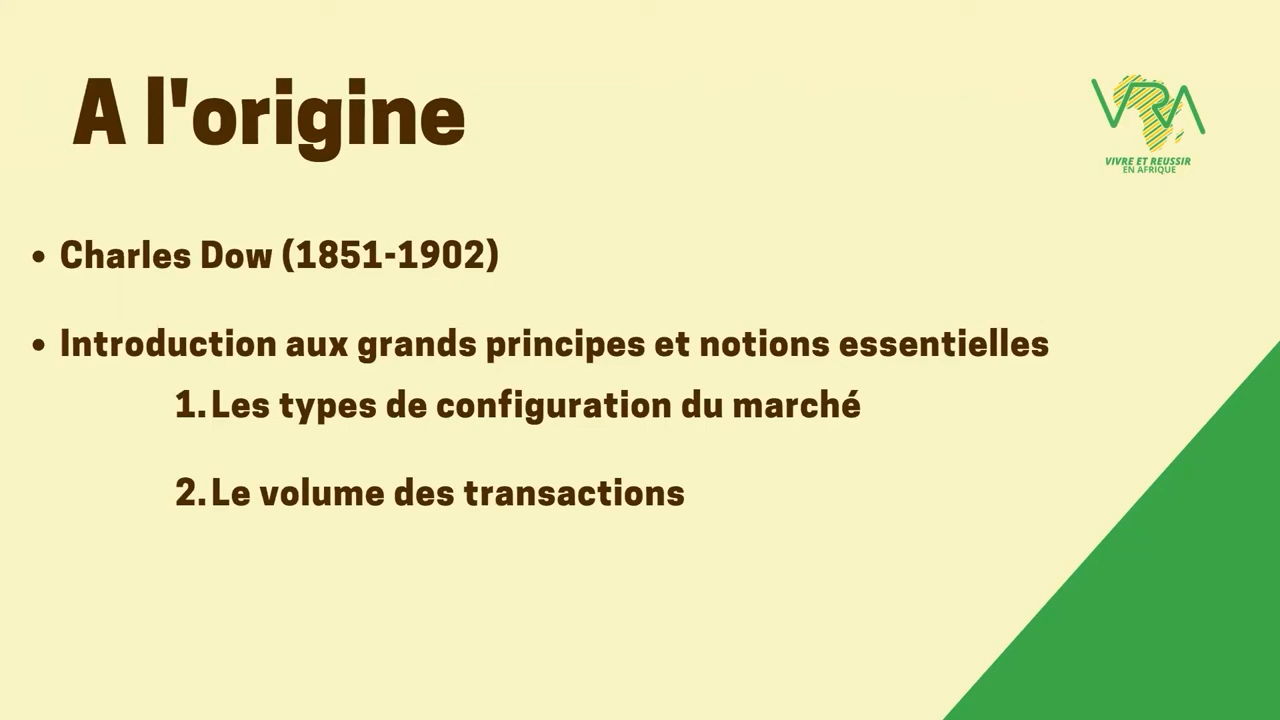 A l'origine
VRA
VIVRE ET REUSSIR
EN AFRIQUE
• Charles Dow (1851-1902)
• Introduction aux grands principes et notions essentielles
1. Les types de configuration du marché
2. Le volume des transactions